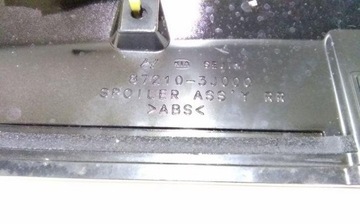 87210-3J000
SPOILER ASS'Y RR
>ABS<